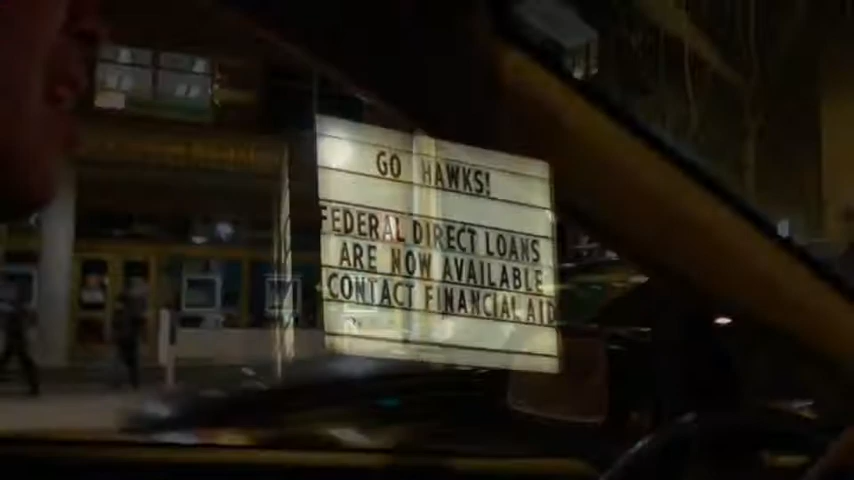 GO HAWKS!
FEDERAL DIRECT LOANS
ARE NOW AVAILABLE
CONTACT FINANCIAL AID